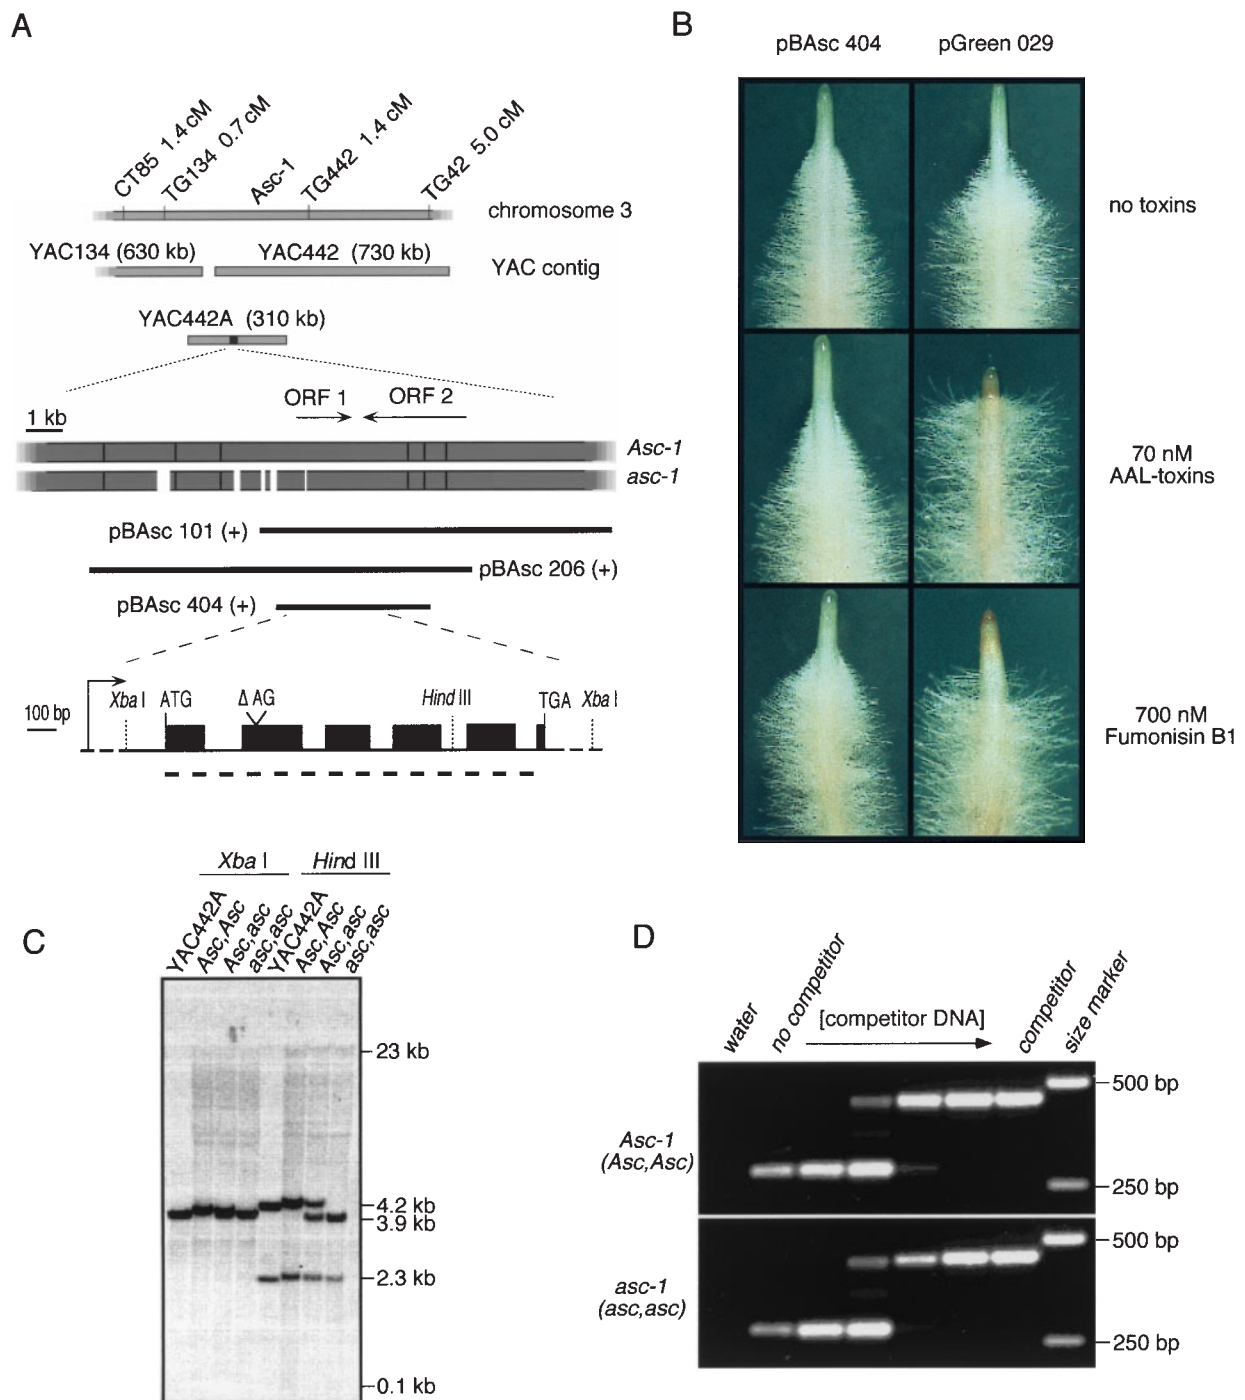 A
CT85 1.4 cM
TG134 0.7 cM
Asc-1
TG442 1.4 cM
TG42 5.0 cM
chromosome 3
YAC134 (630 kb)
YAC442 (730 kb)
YAC contig
YAC442A (310 kb)
ORF 1
ORF 2
1 kb
Asc-1
asc-1
pBAsc 101 (+)
pBAsc 206 (+)
pBAsc 404 (+)
100 bp
Xba I
ATG
Δ AG
Hind III
TGA
Xba I
B
pBAsc 404
pGreen 029
no toxins
70 nM
AAL-toxins
700 nM
Fumonisin B1
C
Xba I
Hind III
YAC442A
Asc,Asc
Asc,asc
asc,asc
YAC442A
Asc,Asc
Asc,asc
asc,asc
23 kb
4.2 kb
3.9 kb
2.3 kb
0.1 kb
D
water
no competitor
[competitor DNA]
competitor
size marker
Asc-1
(Asc,Asc)
500 bp
250 bp
asc-1
(asc,asc)
500 bp
250 bp